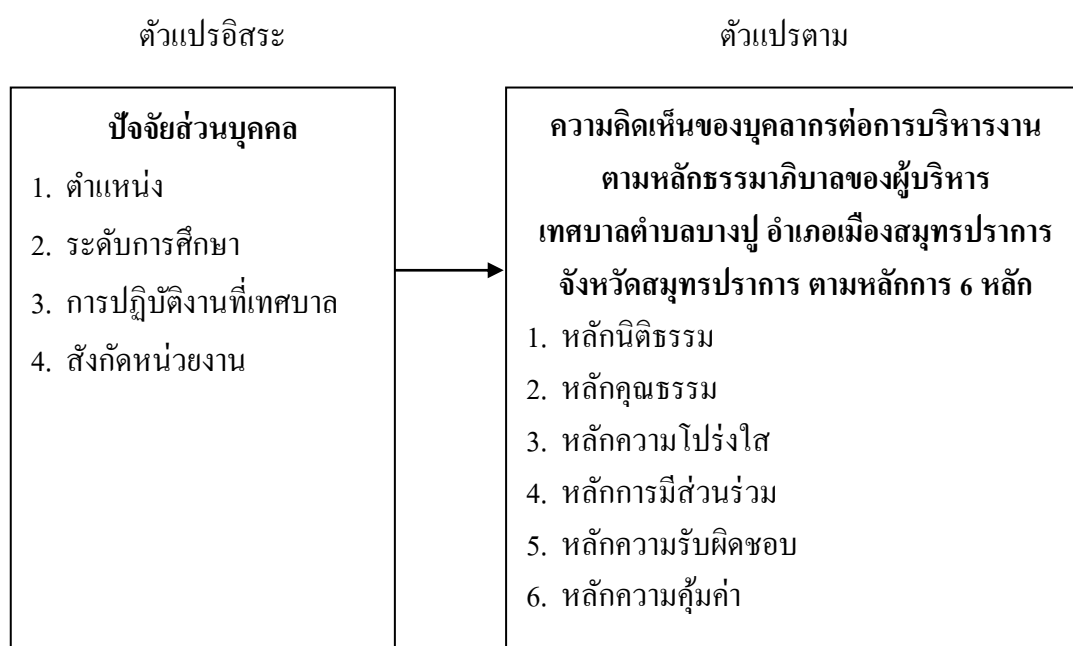 ตัวแปรอิสระ
ตัวแปรตาม
ปัจจัยส่วนบุคคล
1. ตำแหน่ง
2. ระดับการศึกษา
3. การปฏิบัติงานที่เทศบาล
4. สังกัดหน่วยงาน
ความคิดเห็นของบุคลากรต่อการบริหารงาน
ตามหลักธรรมาภิบาลของผู้บริหาร
เทศบาลตำบลบางปู อำเภอเมืองสมุทรปราการ
จังหวัดสมุทรปราการ ตามหลักการ 6 หลัก
1. หลักนิติธรรม
2. หลักคุณธรรม
3. หลักความโปร่งใส
4. หลักการมีส่วนร่วม
5. หลักความรับผิดชอบ
6. หลักความคุ้มค่า